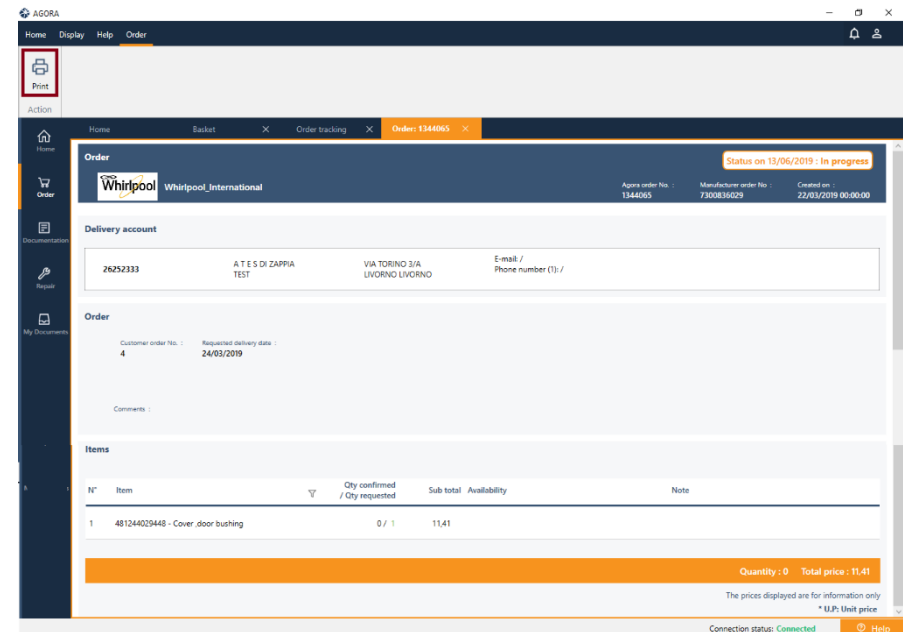 AGORA
Home Display Help Order
Print
Action
Home Basket Order tracking Order: 1344065
Home
Order
Documentation
Repair
My Documents
Order
Status on 13/06/2019 : In progress
Whirlpool Whirlpool_International
Agora order No. : Manufacturer order No : Created on :
1344065 7300836029 22/03/2019 00:00:00
Delivery account
26252333 A T E S DI ZAPPIA VIA TORINO 3/A E-mail: /
TEST LIVORNO LIVORNO Phone number (1): /
Order
Customer order No. : Requested delivery date :
4 24/03/2019
Comments :
Items
N° Item Qty confirmed / Qty requested Sub total Availability Note
1 481244029448 - Cover ,door bushing 0 / 1 11,41
Quantity : 0 Total price : 11,41
The prices displayed are for information only
* U.P: Unit price
Connection status: Connected Help